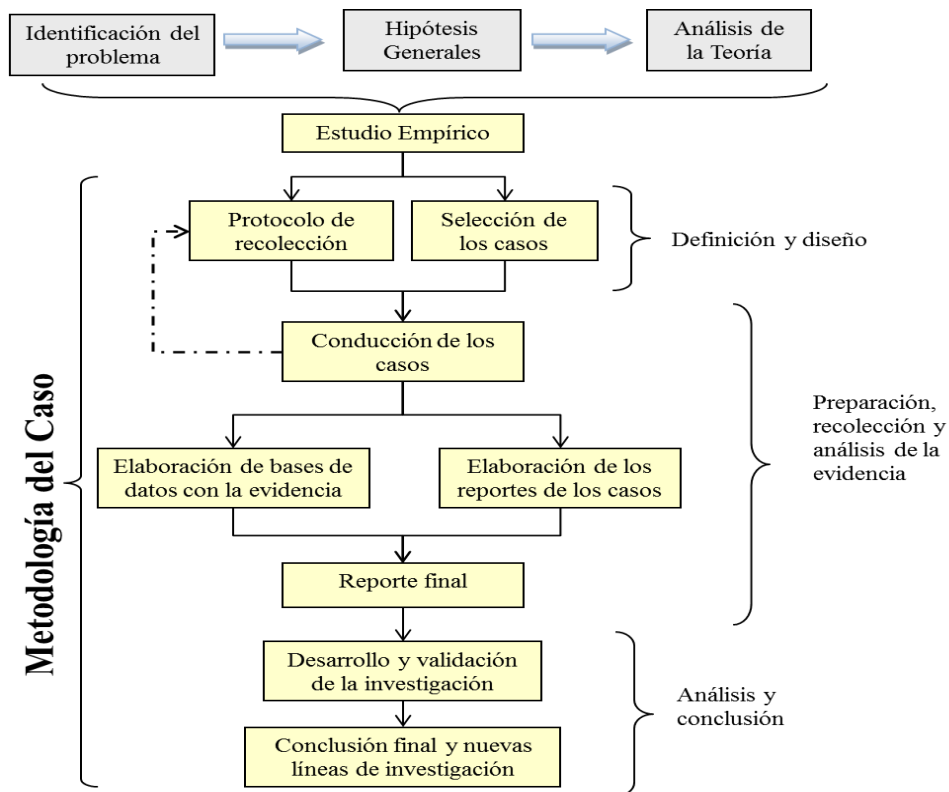 Identificación del
problema
Hipótesis
Generales
Análisis de
la Teoría
Estudio Empírico
Protocolo de
recolección
Selección de
los casos
Definición y diseño
Conducción de los
casos
Metodología del Caso
Preparación,
recolección y
análisis de la
evidencia
Elaboración de bases de
datos con la evidencia
Elaboración de los
reportes de los casos
Reporte final
Desarrollo y validación
de la investigación
Análisis y
conclusión
Conclusión final y nuevas
líneas de investigación